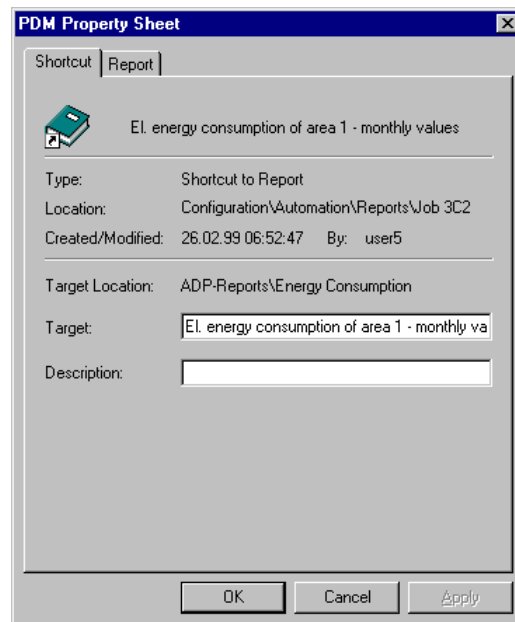 PDM Property Sheet
Shortcut Report
El. energy consumption of area 1 - monthly values
Type: Shortcut to Report
Location: Configuration\Automation\Reports\Job 3C2
Created/Modified: 26.02.99 06:52:47 By: user5
Target Location: ADP-Reports\Energy Consumption
Target: El. energy consumption of area 1 - monthly va
Description:
OK Cancel Apply